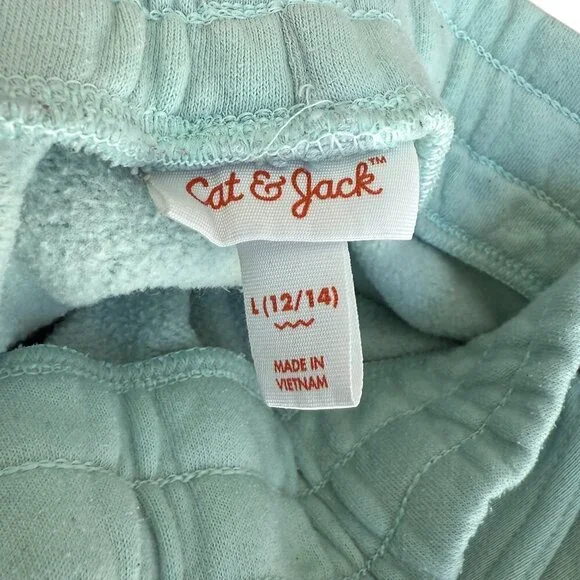 Cat & Jack™
L (12/14)
MADE IN
VIETNAM